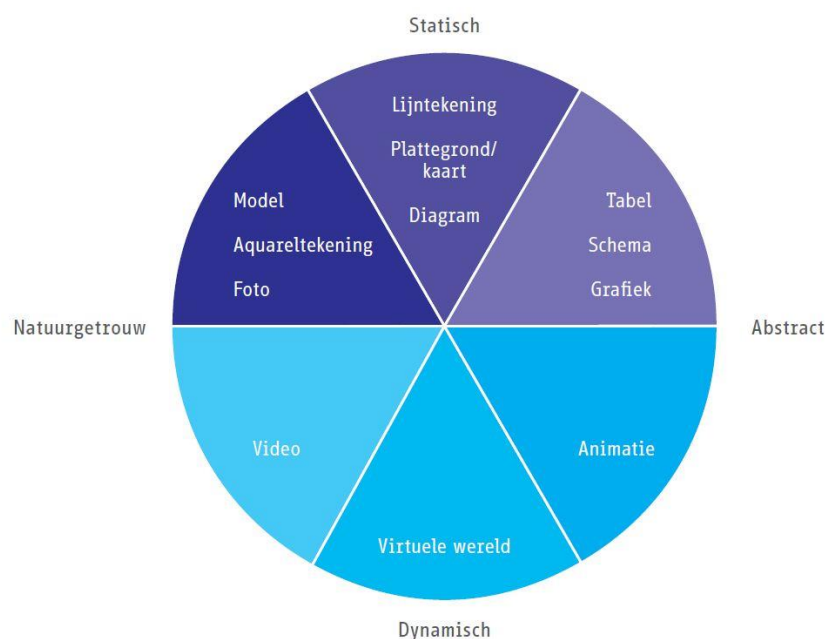 Statisch
Lijntekening
Plattegrond/
kaart
Diagram
Model
Aquareltekening
Foto
Tabel
Schema
Grafiek
Natuurgetrouw
Abstract
Video
Animatie
Virtuele wereld
Dynamisch